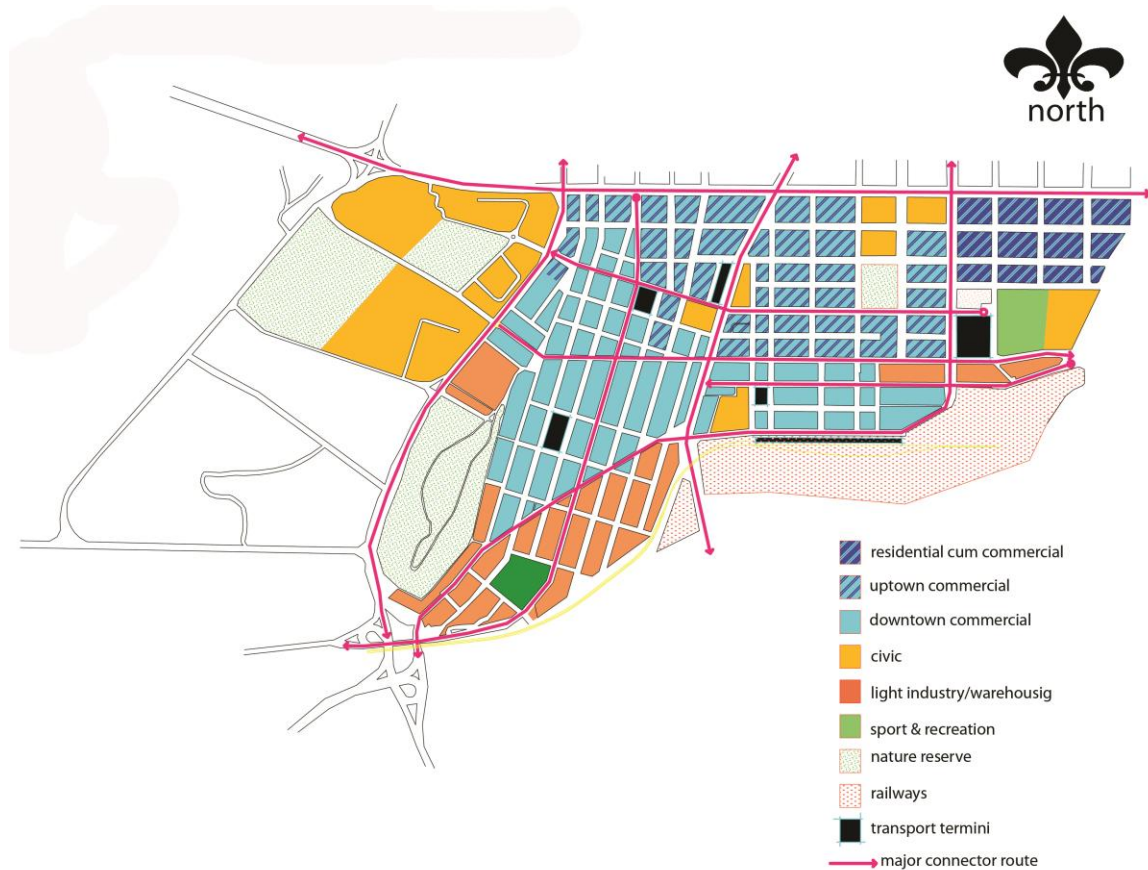 north
residential cum commercial
uptown commercial
downtown commercial
civic
light industry/warehousig
sport & recreation
nature reserve
railways
transport termini
major connector route